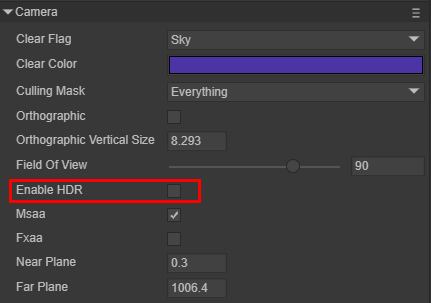 Camera
Clear Flag Sky
Clear Color
Culling Mask Everything
Orthographic
Orthographic Vertical Size 8.293
Field Of View 90
Enable HDR
Msaa
Fxaa
Near Plane 0.3
Far Plane 1006.4